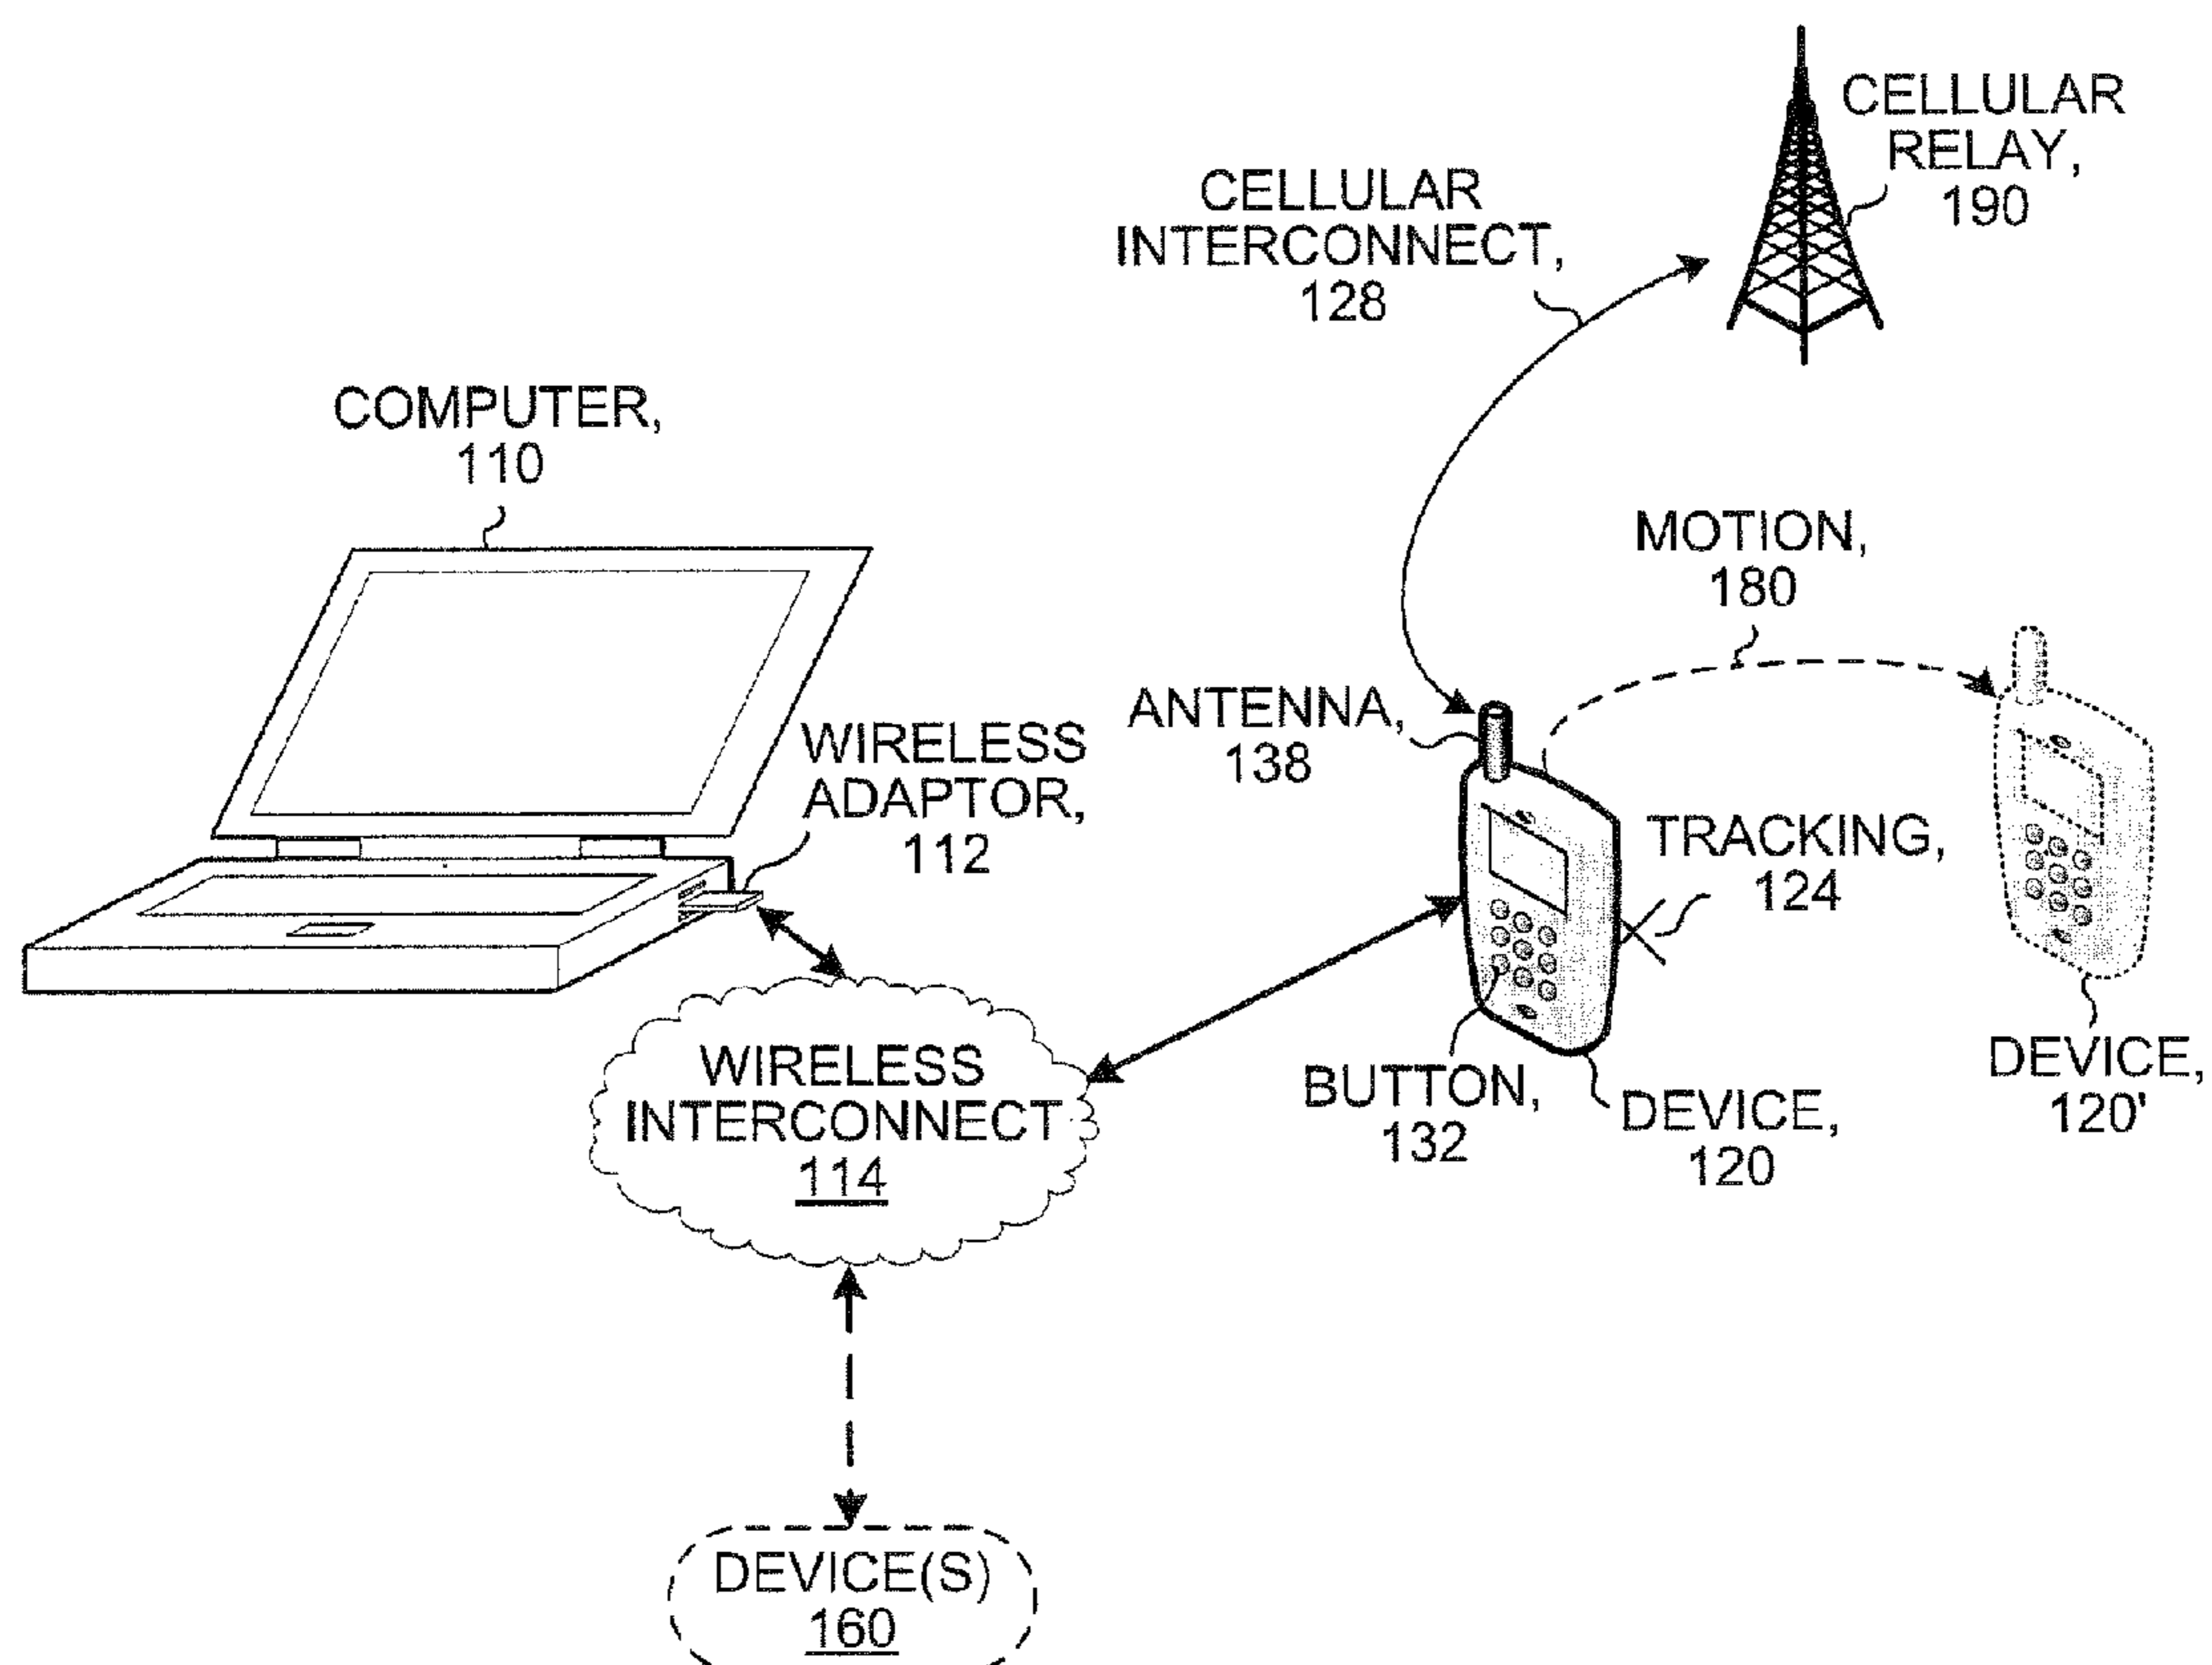 CELLULAR
RELAY,
190
CELLULAR
INTERCONNECT,
128
COMPUTER,
110
MOTION,
180
ANTENNA,
138
WIRELESS
ADAPTOR,
112
TRACKING,
124
WIRELESS
INTERCONNECT
114
BUTTON,
132
DEVICE,
120
DEVICE,
120'
DEVICE(S)
160